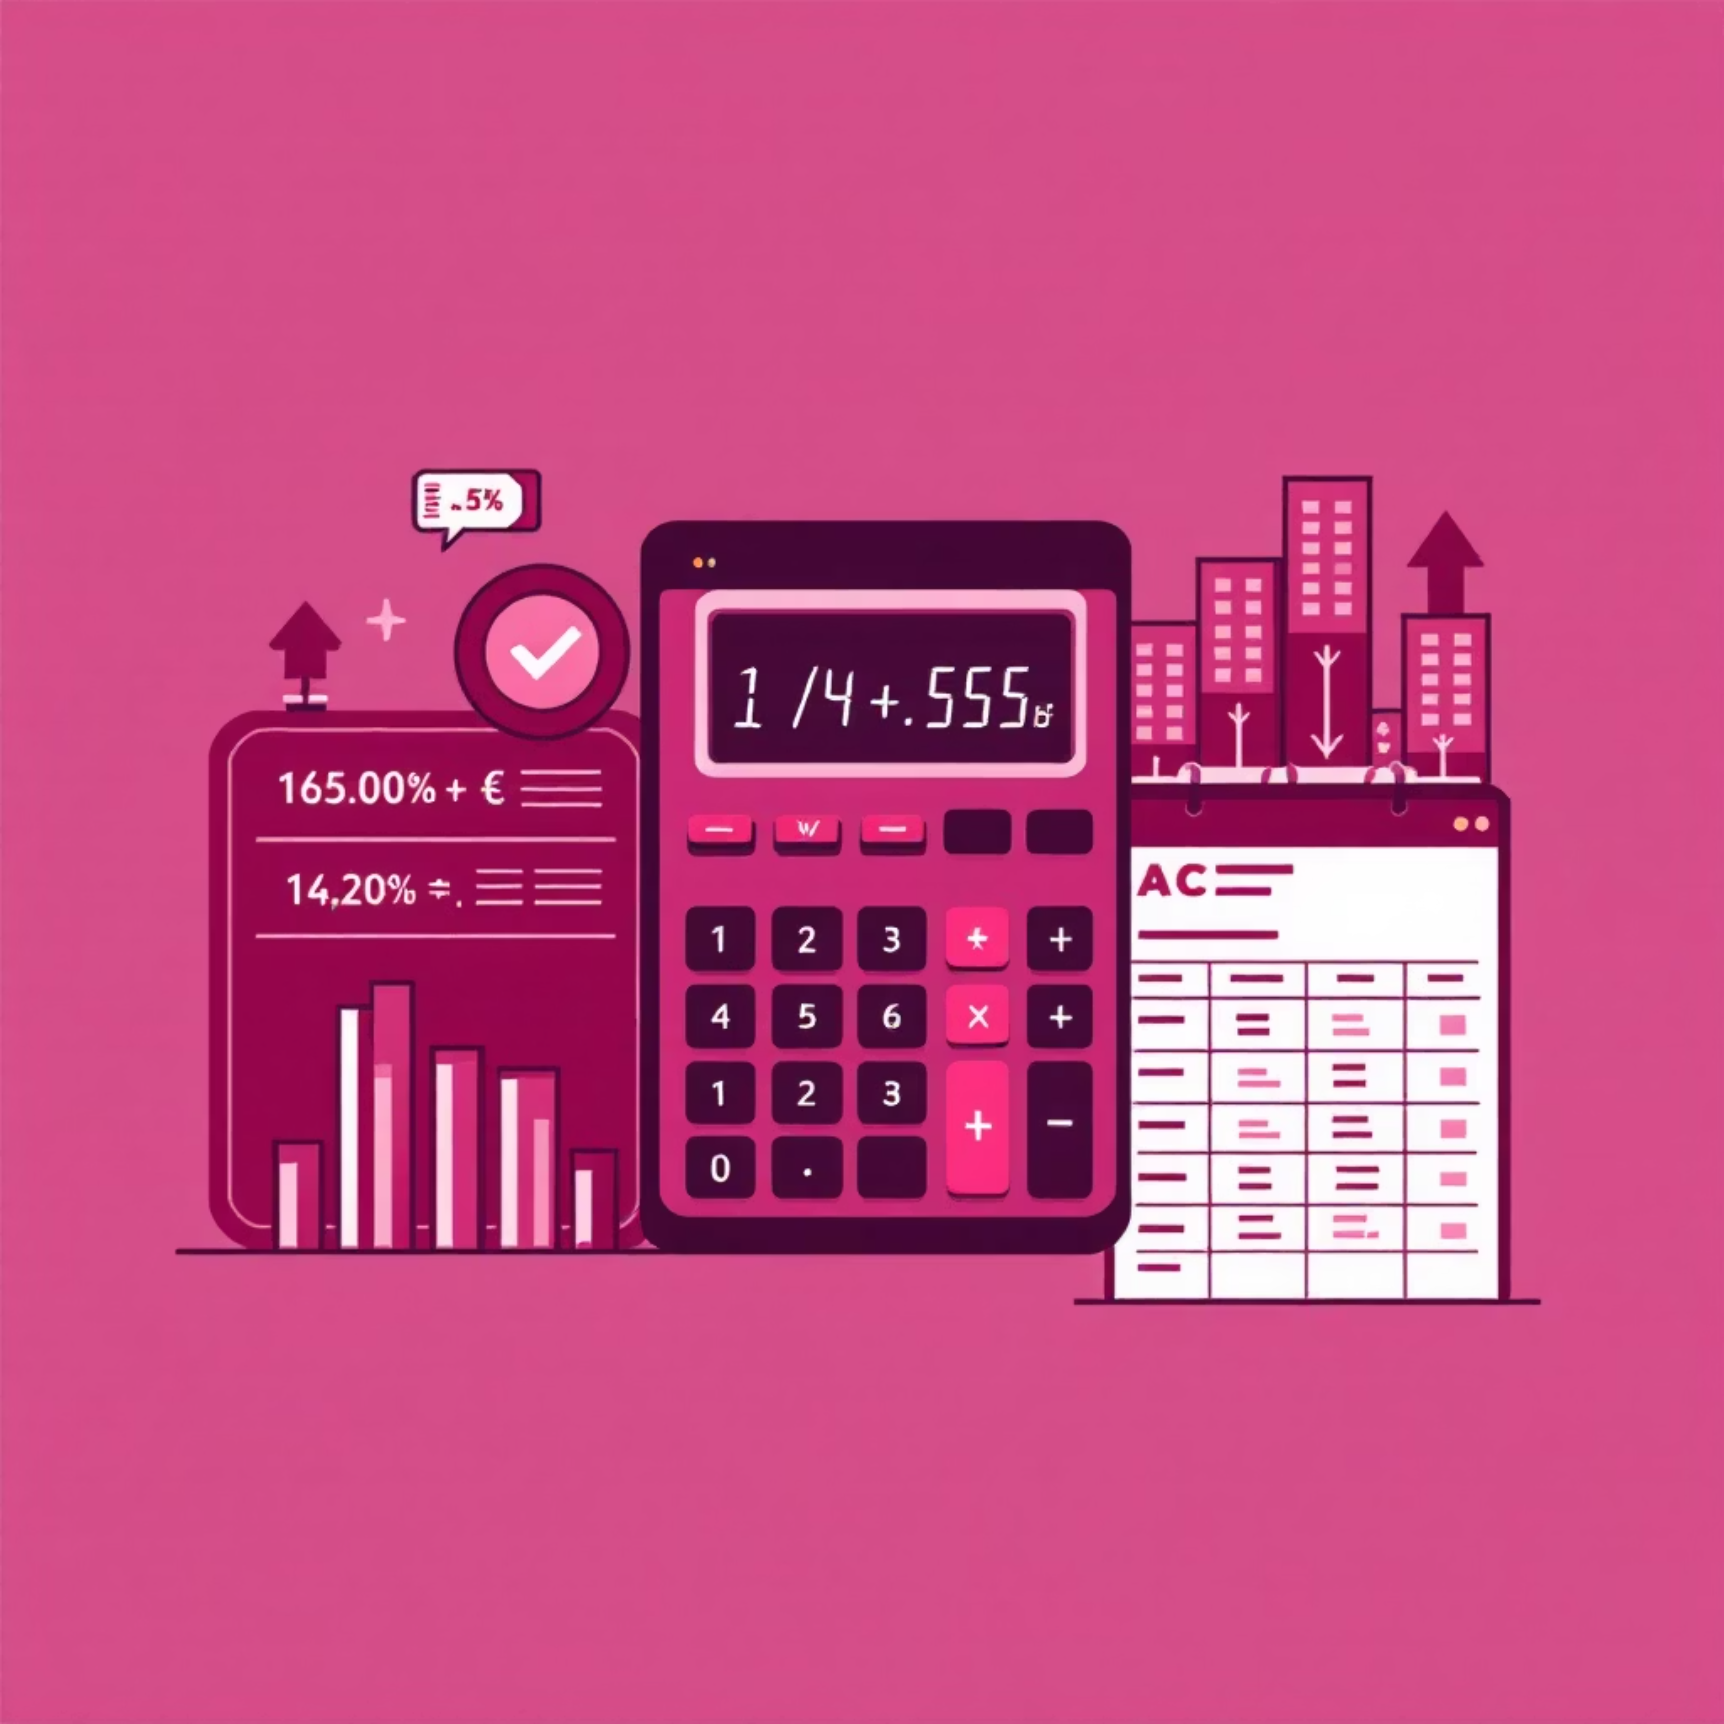 .5%
165.00% + €
14,20%
1 /4+.555
1 2 3 +
4 5 6 × +
1 2 3 + −
0 .
AC